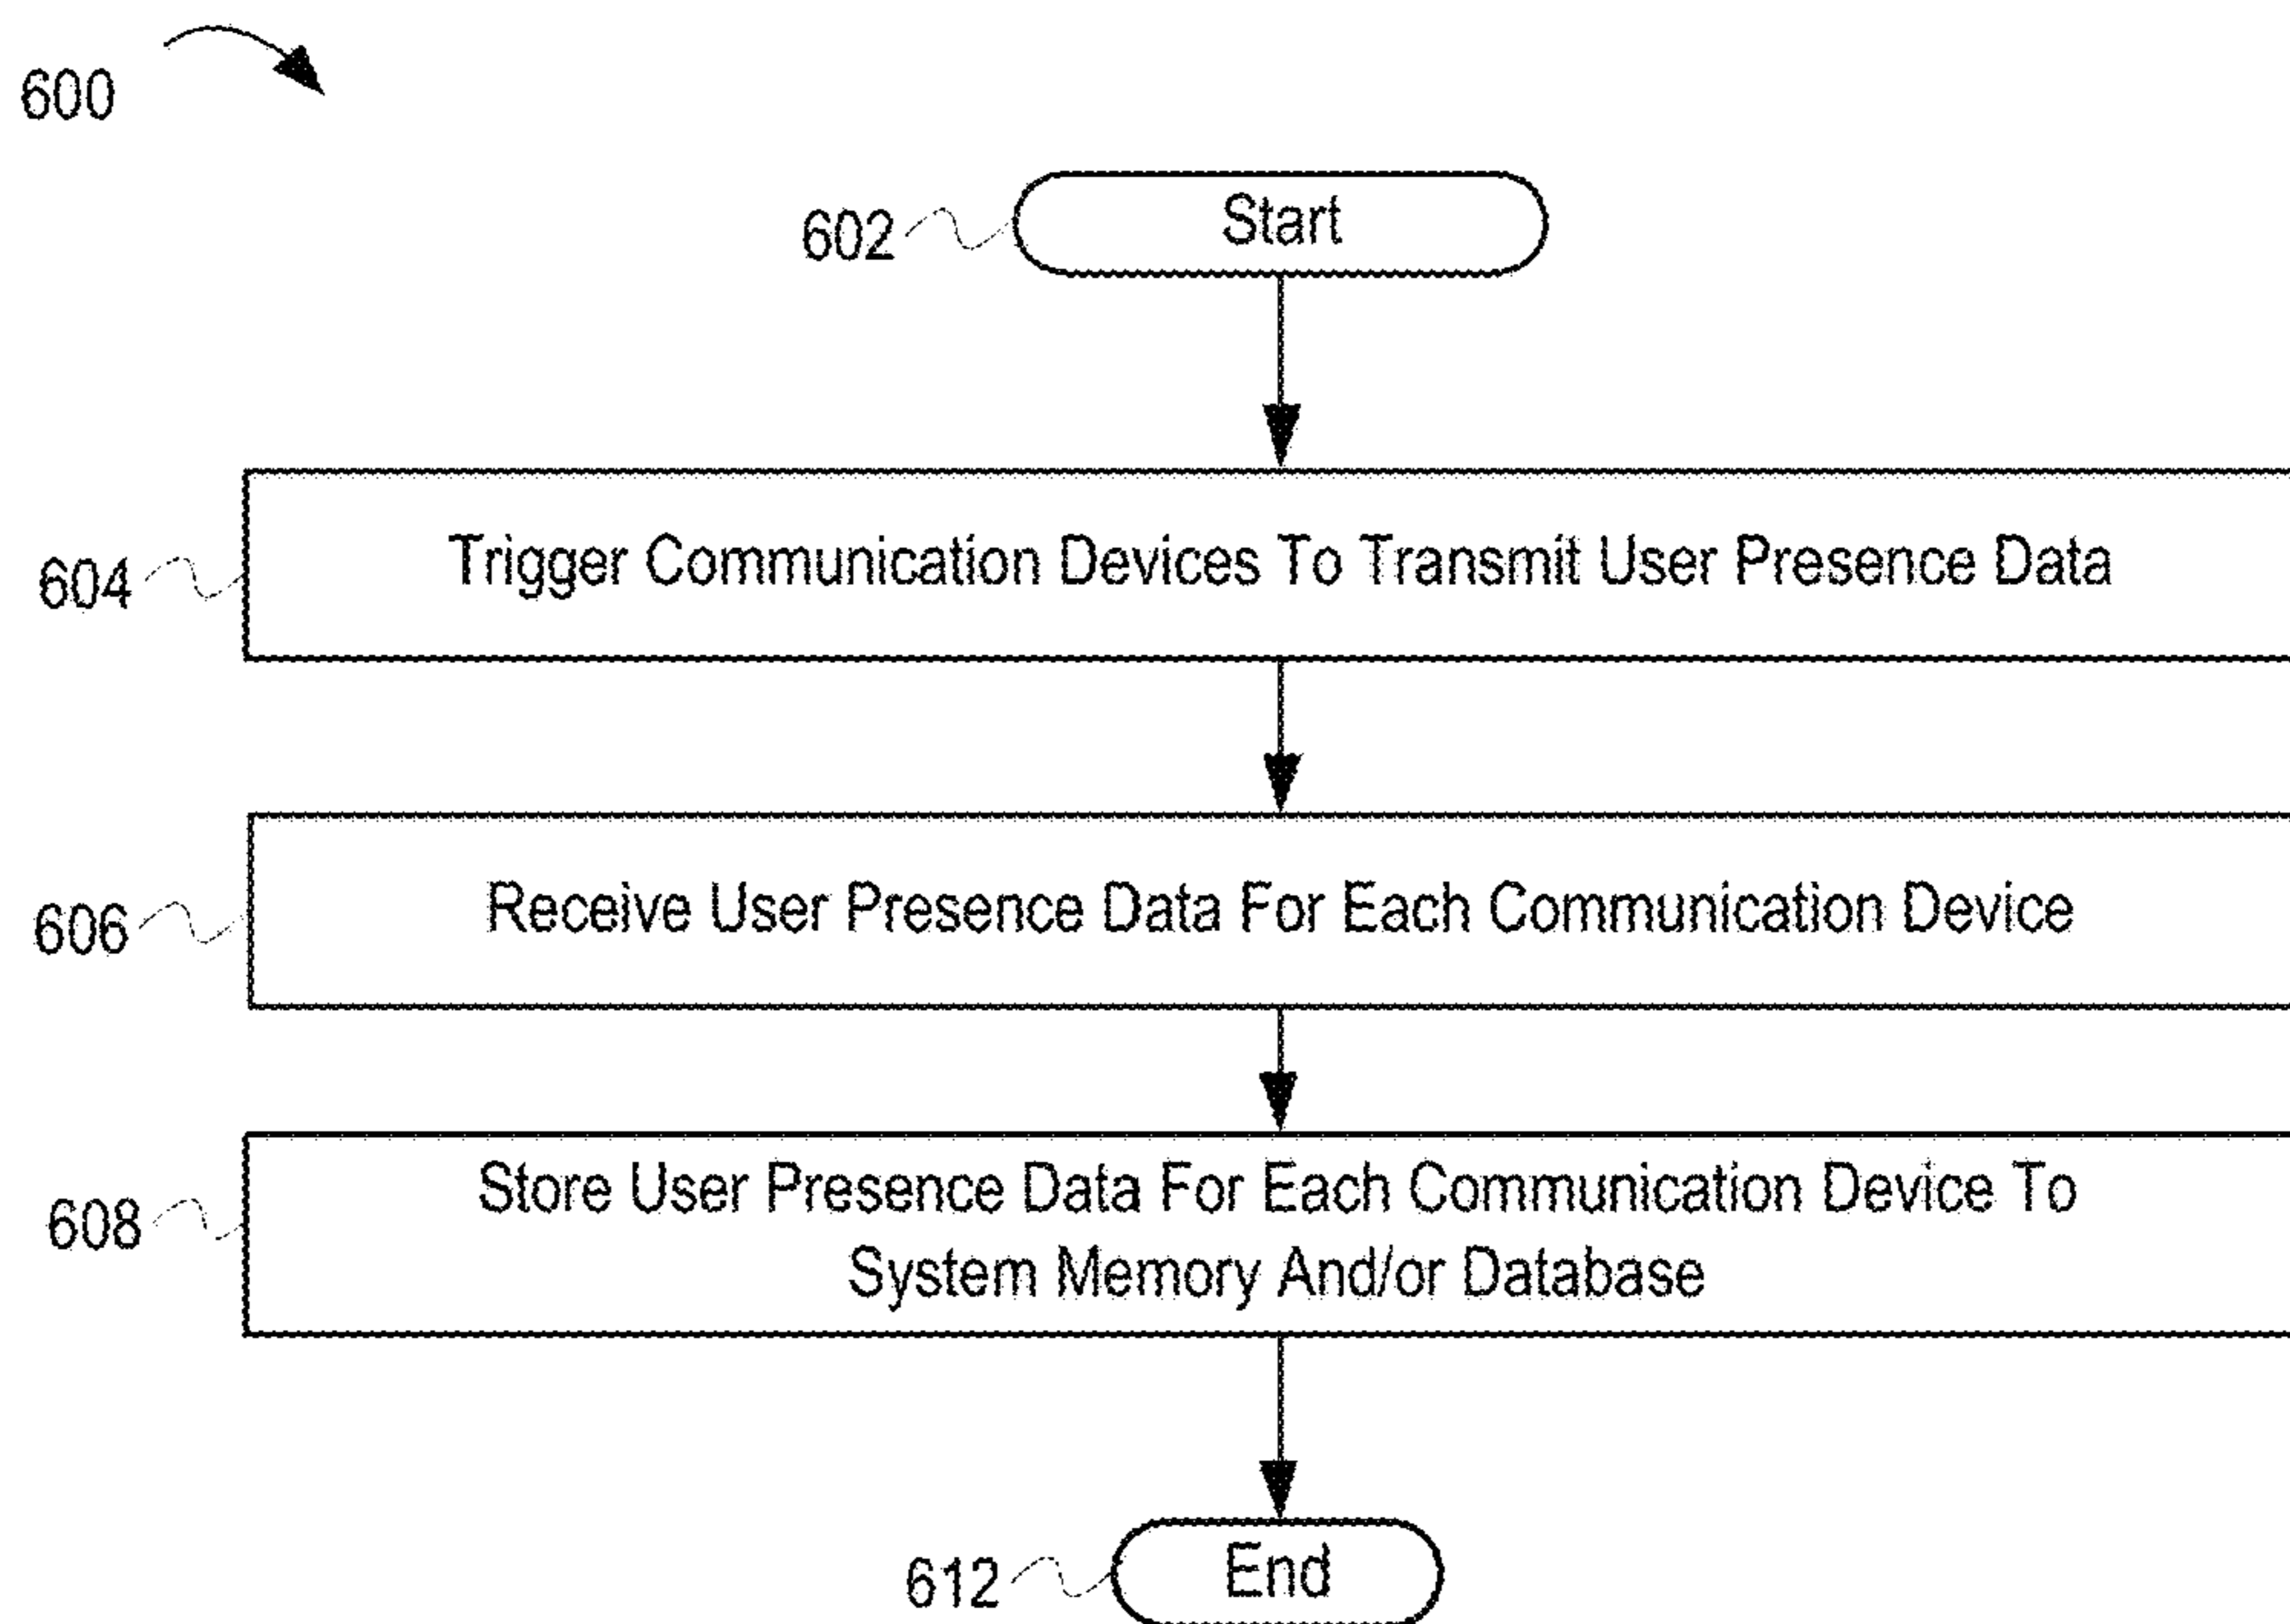 600
602 Start
604 Trigger Communication Devices To Transmit User Presence Data
606 Receive User Presence Data For Each Communication Device
608 Store User Presence Data For Each Communication Device To
System Memory And/or Database
612 End